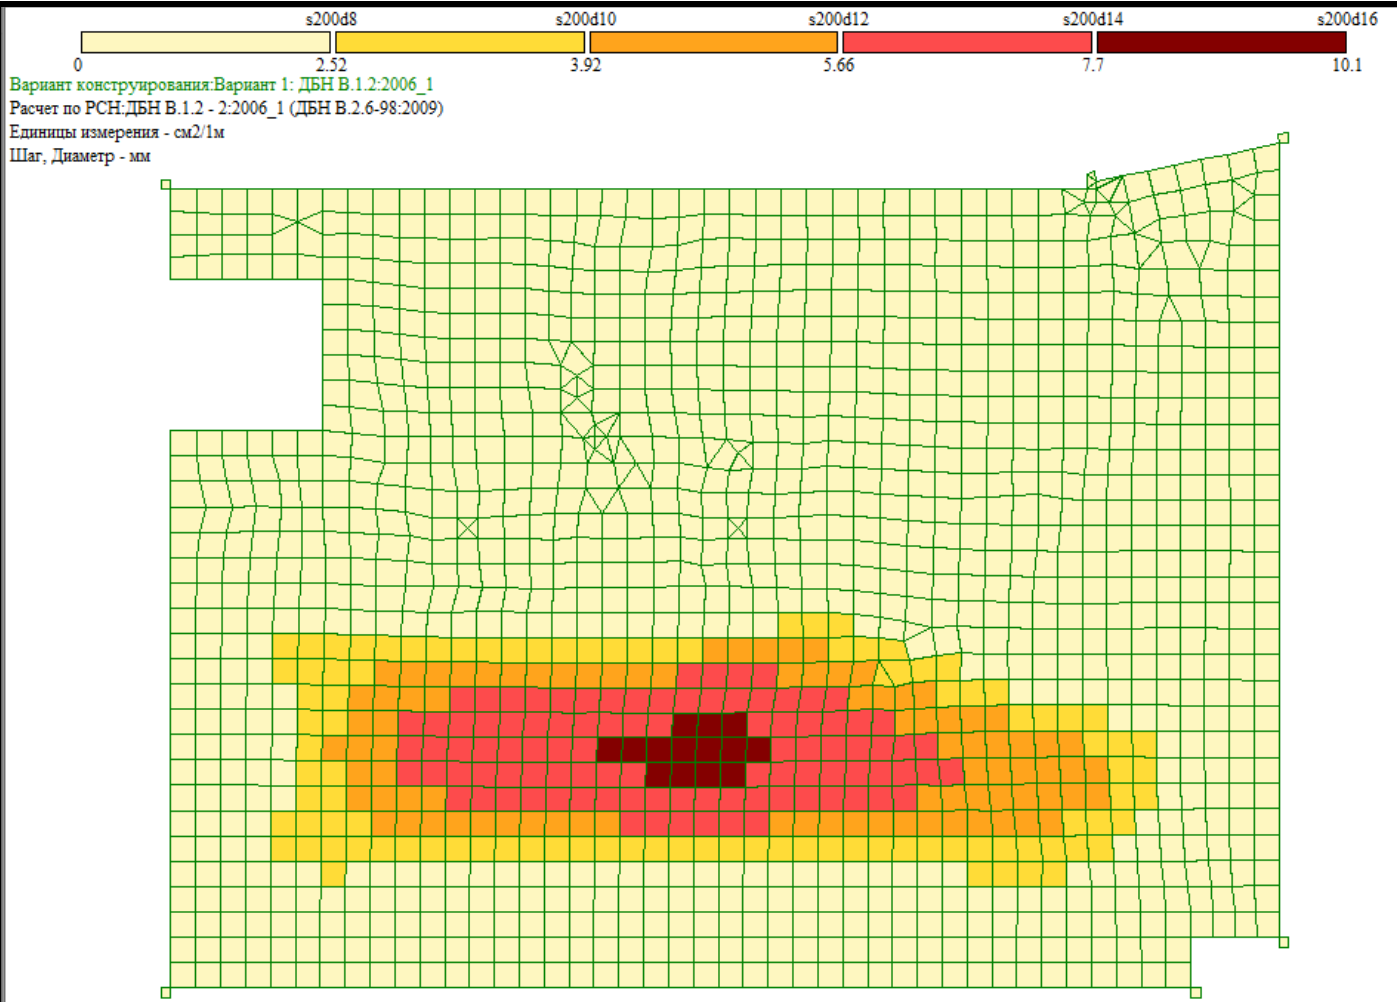 s200d8 s200d10 s200d12 s200d14 s200d16
0 2.52 3.92 5.66 7.7 10.1
Вариант конструирования:Вариант 1: ДБН В.1.2:2006_1
Расчет по РСН:ДБН В.1.2 - 2:2006_1 (ДБН В.2.6-98:2009)
Единицы измерения - см2/1м
Шаг, Диаметр - мм